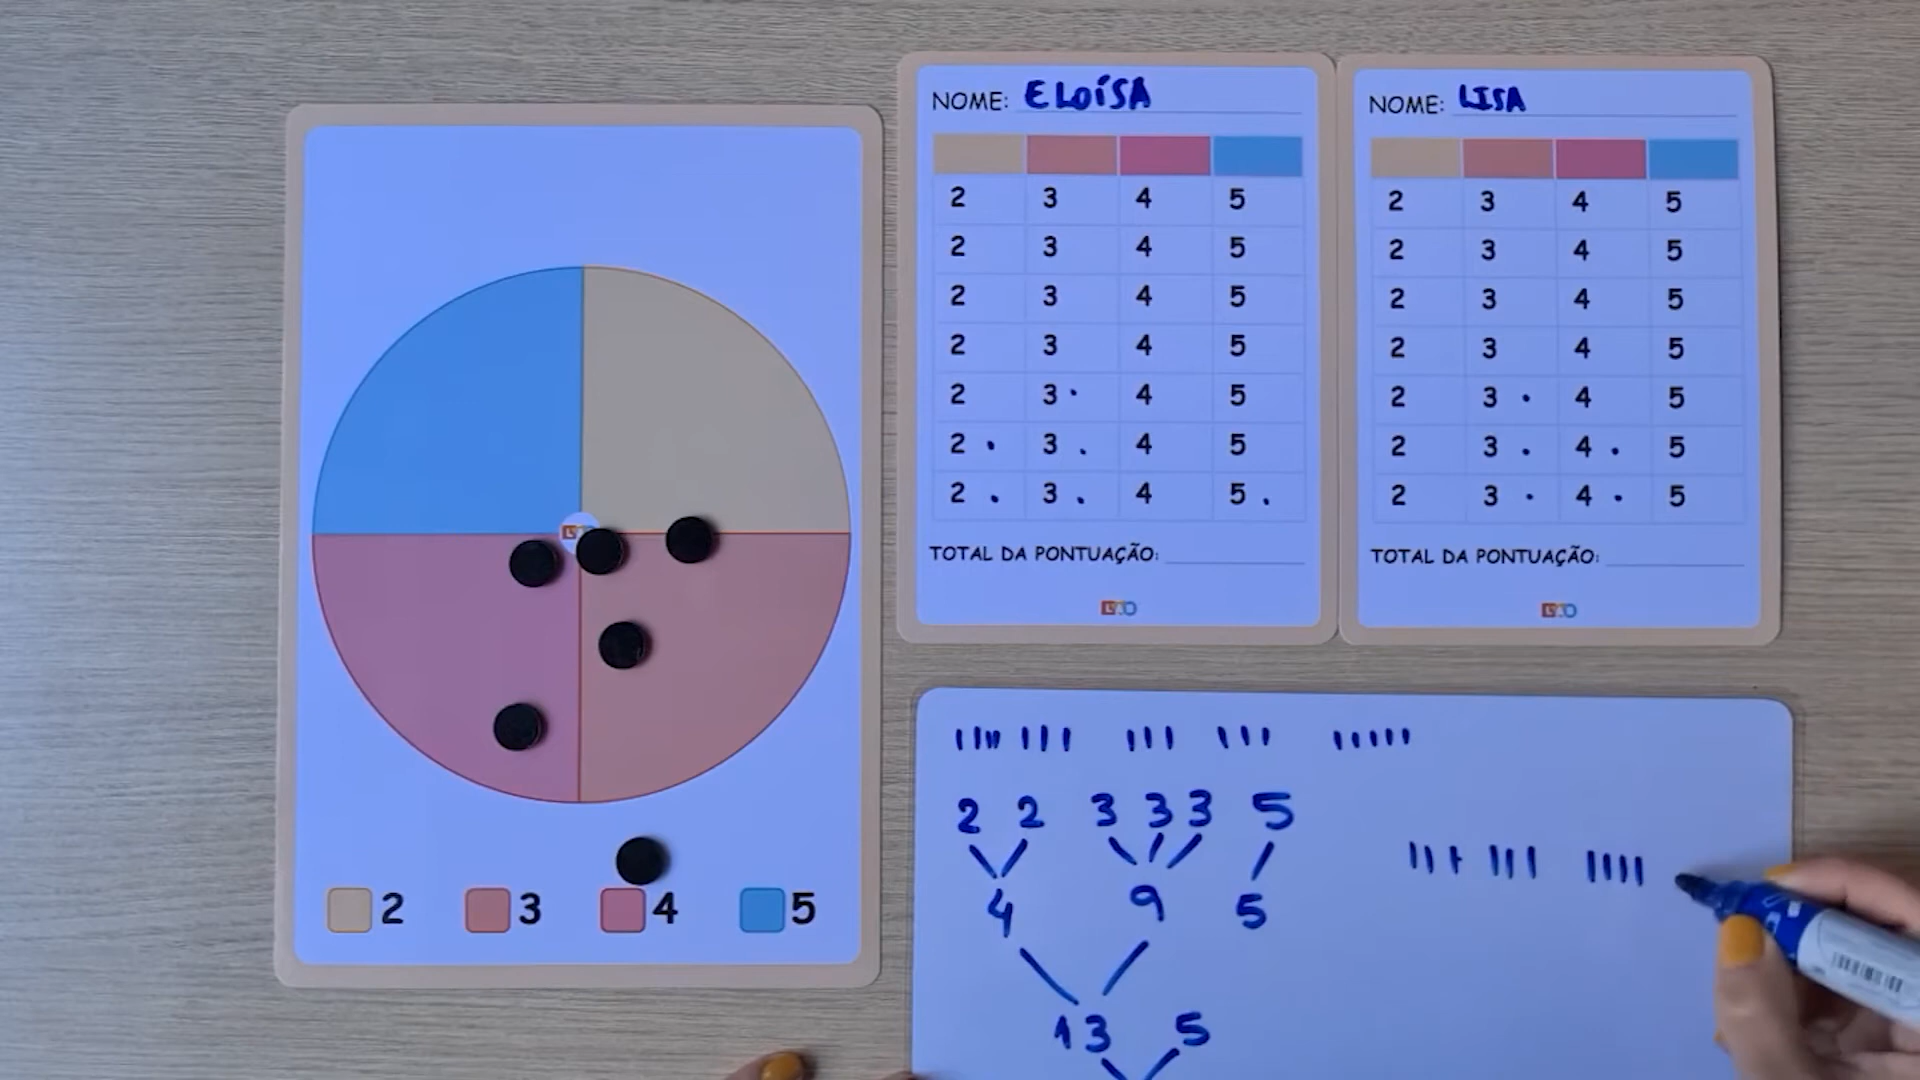 2 3 4 5
NOME: ELOÍSA
2 3 4 5
2 3 4 5
2 3 4 5
2 3 4 5
2 3 · 4 5
2 · 3 . 4 5
2 . 3 . 4 5 .
TOTAL DA PONTUAÇÃO:
NOME: LISA
2 3 4 5
2 3 4 5
2 3 4 5
2 3 4 5
2 3 · 4 5
2 3 . 4 . 5
2 3 · 4 · 5
TOTAL DA PONTUAÇÃO:
2 2 3 3 3 5
4 9 5
13 5